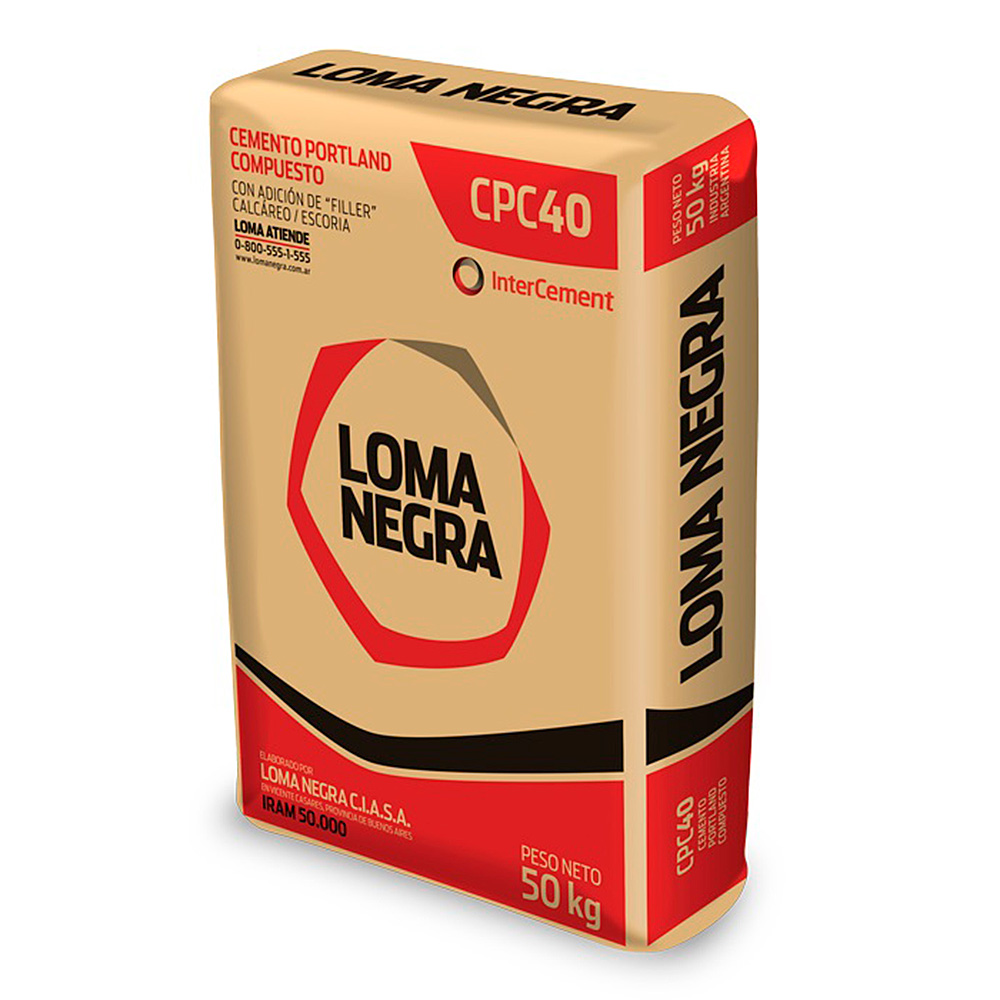 LOMA NEGRA
CEMENTO PORTLAND
COMPUESTO
CON ADICIÓN DE “FILLER”
CALCÁREO / ESCORIA
LOMA ATIENDE
0-800-555-1-555
www.lomanegra.com.ar
CPC40
InterCement
LOMA
NEGRA
ELABORADO POR
LOMA NEGRA C.I.A.S.A.
EN VICENTE CASARES, PROVINCIA DE BUENOS AIRES
IRAM 50.000
PESO NETO
50 kg
PESO NETO
50 kg
INDUSTRIA
ARGENTINA
LOMA NEGRA
CPC40
CEMENTO
PORTLAND
COMPUESTO